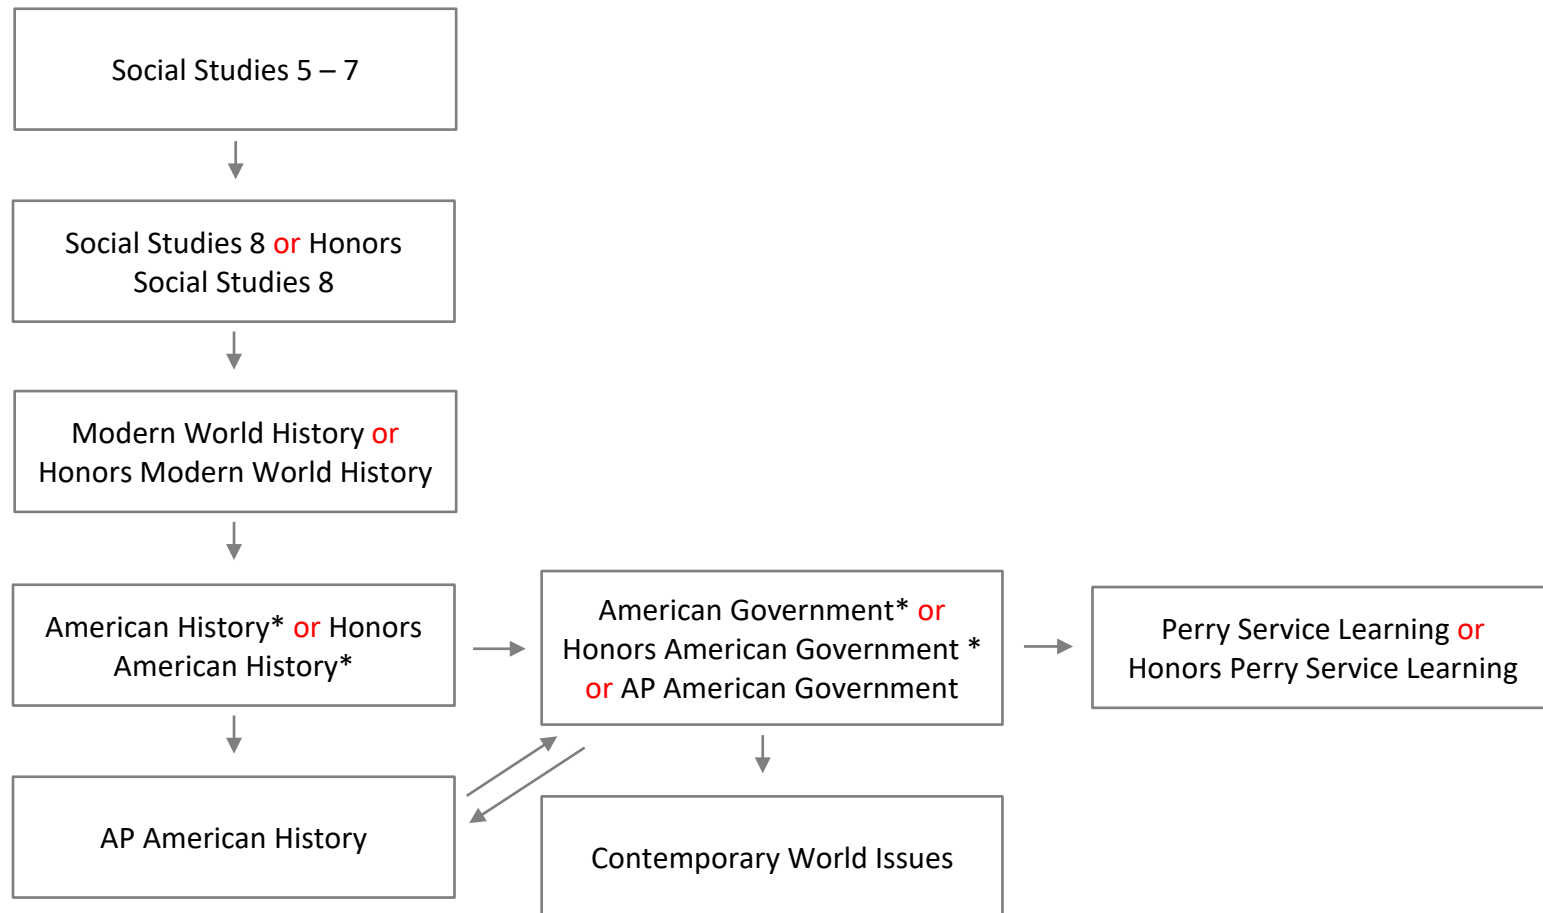 Social Studies 5 – 7
Social Studies 8 or Honors
Social Studies 8
Modern World History or
Honors Modern World History
American History* or Honors
American History*
American Government* or
Honors American Government *
or AP American Government
Perry Service Learning or
Honors Perry Service Learning
AP American History
Contemporary World Issues